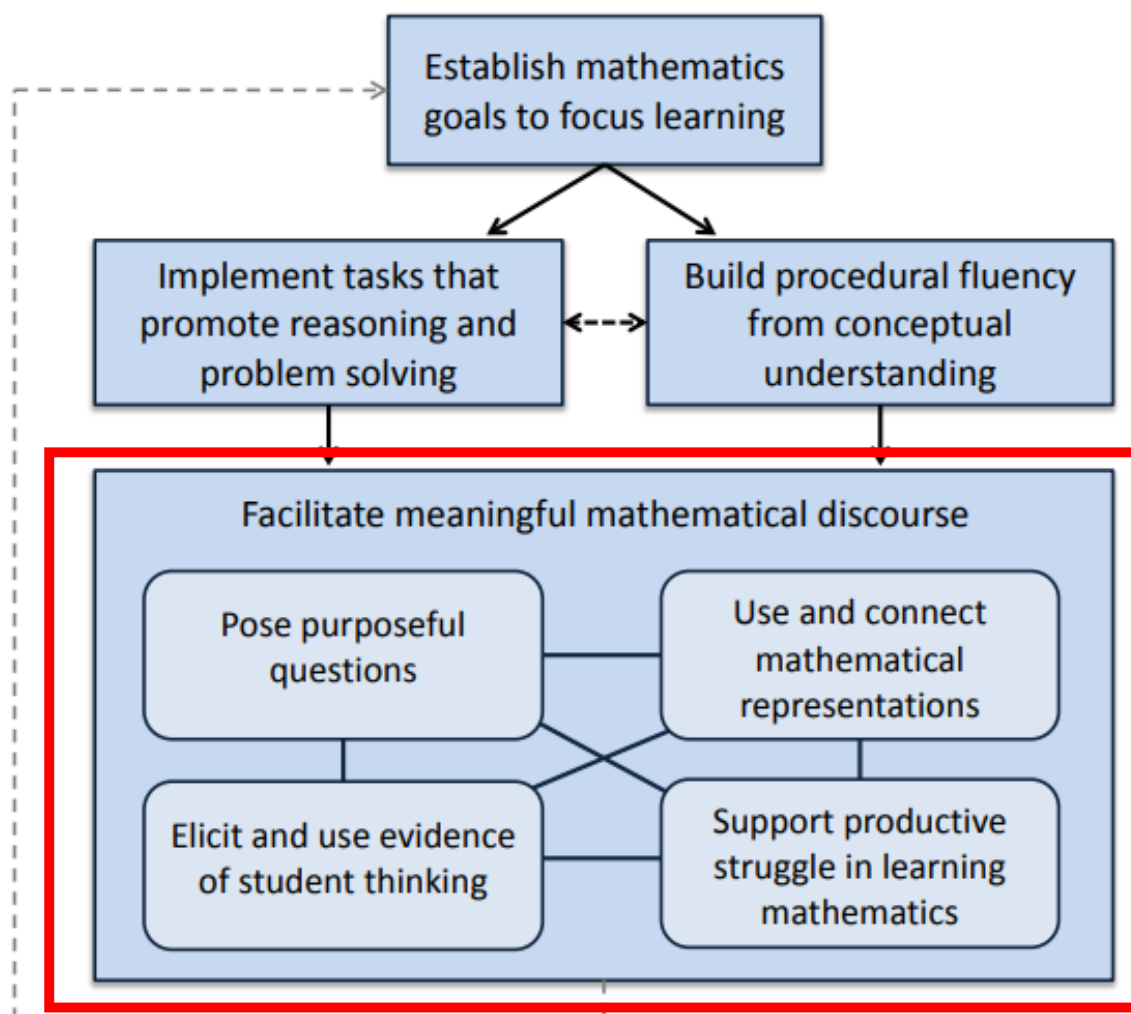 Establish mathematics
goals to focus learning
Implement tasks that
promote reasoning and
problem solving
Build procedural fluency
from conceptual
understanding
Facilitate meaningful mathematical discourse
Pose purposeful
questions
Use and connect
mathematical
representations
Elicit and use evidence
of student thinking
Support productive
struggle in learning
mathematics